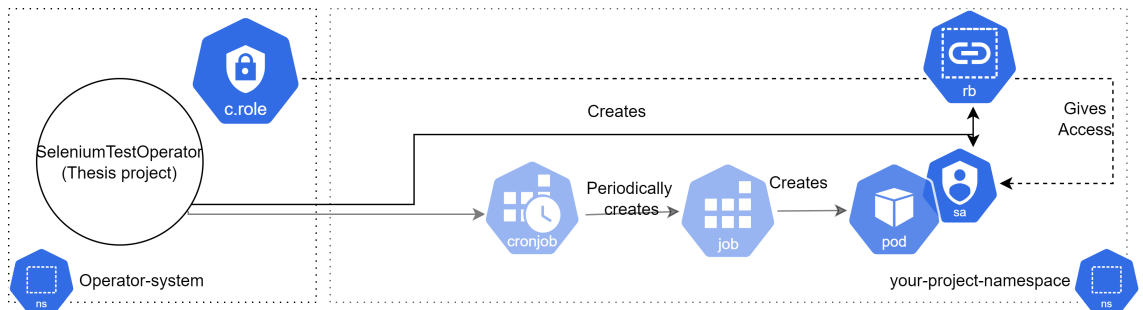 c.role
SeleniumTestOperator
(Thesis project)
ns
Operator-system
rb
Creates
Gives
Access
cronjob
Periodically
creates
job
Creates
pod
sa
your-project-namespace
ns